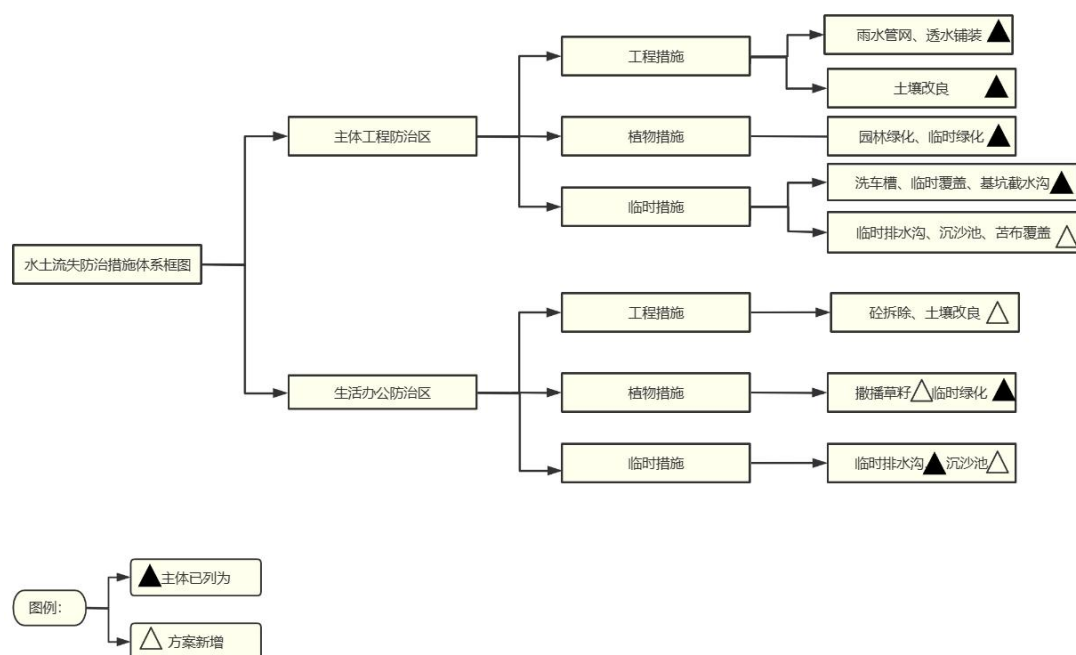 雨水管网、透水铺装
工程措施
土壤改良
主体工程防治区
植物措施
园林绿化、临时绿化
洗车槽、临时覆盖、基坑截水沟
临时措施
临时排水沟、沉沙池、苫布覆盖
水土流失防治措施体系框图
工程措施
砼拆除、土壤改良
生活办公防治区
植物措施
撒播草籽 临时绿化
临时措施
临时排水沟 沉沙池
主体已列为
图例：
方案新增